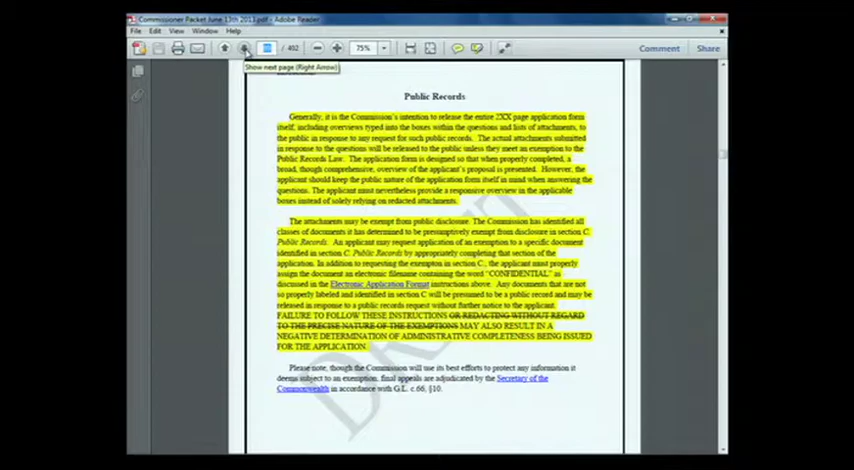 Commissioner Packet June 13th 2013.pdf - Adobe Reader
File Edit View Window Help
/ 402 75% Comment Share
Show next page (Right Arrow)
Public Records
Generally, it is the Commission's intention to release the entire 2XX page application form
itself, including overviews typed into the boxes within the questions and lists of attachments, to
the public in response to any request for such public records. The actual attachments submitted
in response to the questions will be released to the public unless they meet an exemption to the
Public Records Law. The application form is designed so that when properly completed, a
broad, though comprehensive, overview of the applicant's proposal is presented. However, the
applicant should keep the public nature of the application form itself in mind when answering the
questions. The applicant must nevertheless provide a responsive overview in the applicable
boxes instead of solely relying on redacted attachments.
The attachments may be exempt from public disclosure. The Commission has identified all
classes of documents it has determined to be presumptively exempt from disclosure in section C.
Public Records. An applicant may request application of an exemption to a specific document
identified in section C. Public Records by appropriately completing that section of the
application. In addition to requesting the exemption in section C., the applicant must properly
assign the document an electronic filename containing the word "CONFIDENTIAL" as
discussed in the Electronic Application Format instructions above. Any documents that are not
so properly labeled and identified in section C will be presumed to be a public record and may be
released in response to a public records request without further notice to the applicant.
FAILURE TO FOLLOW THESE INSTRUCTIONS OR REDACTING WITHOUT REGARD
TO THE PRECISE NATURE OF THE EXEMPTIONS MAY ALSO RESULT IN A
NEGATIVE DETERMINATION OF ADMINISTRATIVE COMPLETENESS BEING ISSUED
FOR THE APPLICATION.
Please note, though the Commission will use its best efforts to protect any information it
deems subject to an exemption, final appeals are adjudicated by the Secretary of the
Commonwealth in accordance with G.L. c.66, §10.
DRAFT